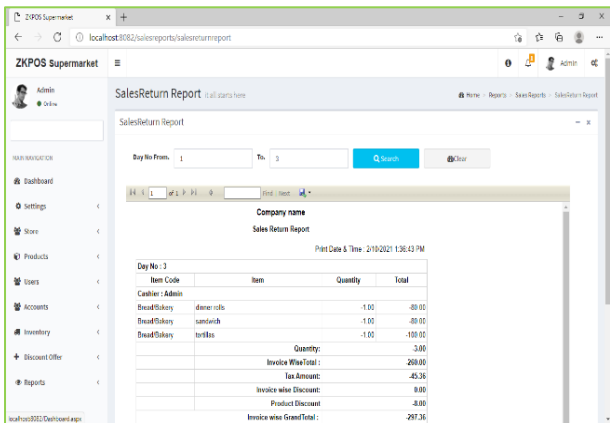 ZKPOS Supermarket
localhost:8082/salesreports/salesreturnreport
ZKPOS Supermarket
Admin
Admin
Online
SalesReturn Report it all starts here
Home > Reports > Sales Reports > SalesReturn Report
SalesReturn Report
MAIN NAVIGATION
Dashboard
Settings
Store
Products
Users
Accounts
Inventory
Discount Offer
Reports
Day No From. 1 To. 3 Search Clear
1 of 1 Find | Next
Company name
Sales Return Report
Print Date & Time : 2/10/2021 1:36:43 PM
Day No : 3
Item Code Item Quantity Total
Cashier : Admin
Bread/Bakery dinner rolls -1.00 -80.00
Bread/Bakery sandwich -1.00 -80.00
Bread/Bakery tortillas -1.00 -100.00
Quantity: -3.00
Invoice WiseTotal : -260.00
Tax Amount: -45.36
Invoice wise Discount: 0.00
Product Discount -8.00
Invoice wise GrandTotal : -297.36
localhost:8082/Dashboard.aspx